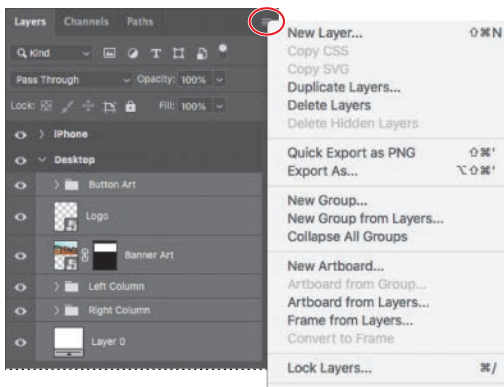 Layers Channels Paths
Kind
Pass Through Opacity: 100%
Lock: Fill: 100%
iPhone
Desktop
Button Art
Logo
Banner Art
Left Column
Right Column
Layer 0
New Layer... ⇧⌘N
Copy CSS
Copy SVG
Duplicate Layers...
Delete Layers
Delete Hidden Layers
Quick Export as PNG ⇧⌘'
Export As... ⌥⇧⌘'
New Group...
New Group from Layers...
Collapse All Groups
New Artboard...
Artboard from Group...
Artboard from Layers...
Frame from Layers...
Convert to Frame
Lock Layers... ⌘/